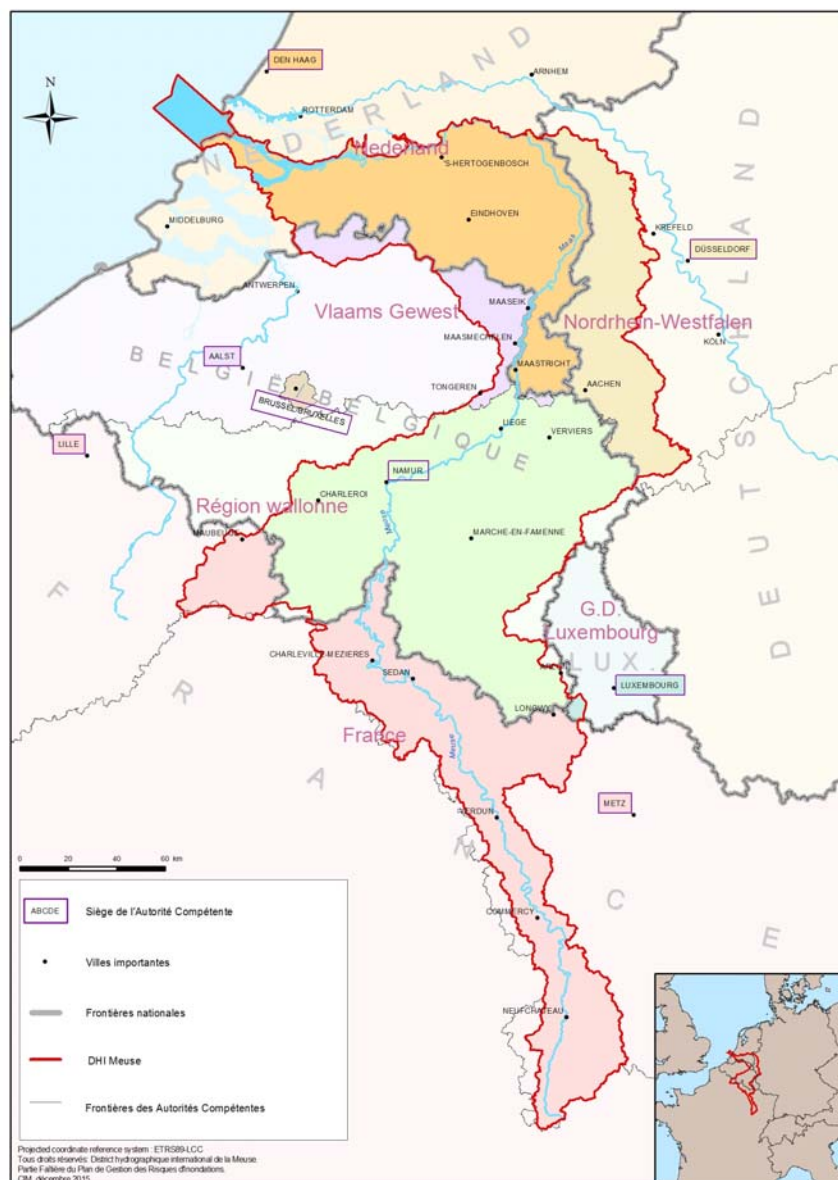 N
DEN HAAG
ARNHEM
ROTTERDAM
NEDERLAND
Nederland
'S-HERTOGENBOSCH
MIDDELBURG
EINDHOVEN
KREFELD
DÜSSELDORF
Maas
ANTWERPEN
MAASEIK
Vlaams Gewest
Nordrhein-Westfalen
KÖLN
MAASMECHELEN
AALST
MAASTRICHT
BELGIË BELGIQUE
TONGEREN
AACHEN
BRUSSEL/BRUXELLES
DEUTSCHLAND
LIEGE
VERVIERS
LILLE
NAMUR
CHARLEROI
Région wallonne
Meuse
MARCHE-EN-FAMENNE
MAUBEUGE
G.D.
Luxembourg
LUX.
CHARLEVILLE-MEZIERES
SEDAN
LUXEMBOURG
LONGWY
France
Meuse
FRANCE
METZ
VERDUN
COMMERCY
NEUFCHATEAU
0 20 40 60 km
ABCDE Siège de l'Autorité Compétente
Villes importantes
Frontières nationales
DHI Meuse
Frontières des Autorités Compétentes
Projected coordinate reference system : ETRS89-LCC
Tous droits réservés: District hydrographique international de la Meuse.
Partie Faîtière du Plan de Gestion des Risques d'Inondations.
CIM, décembre 2015